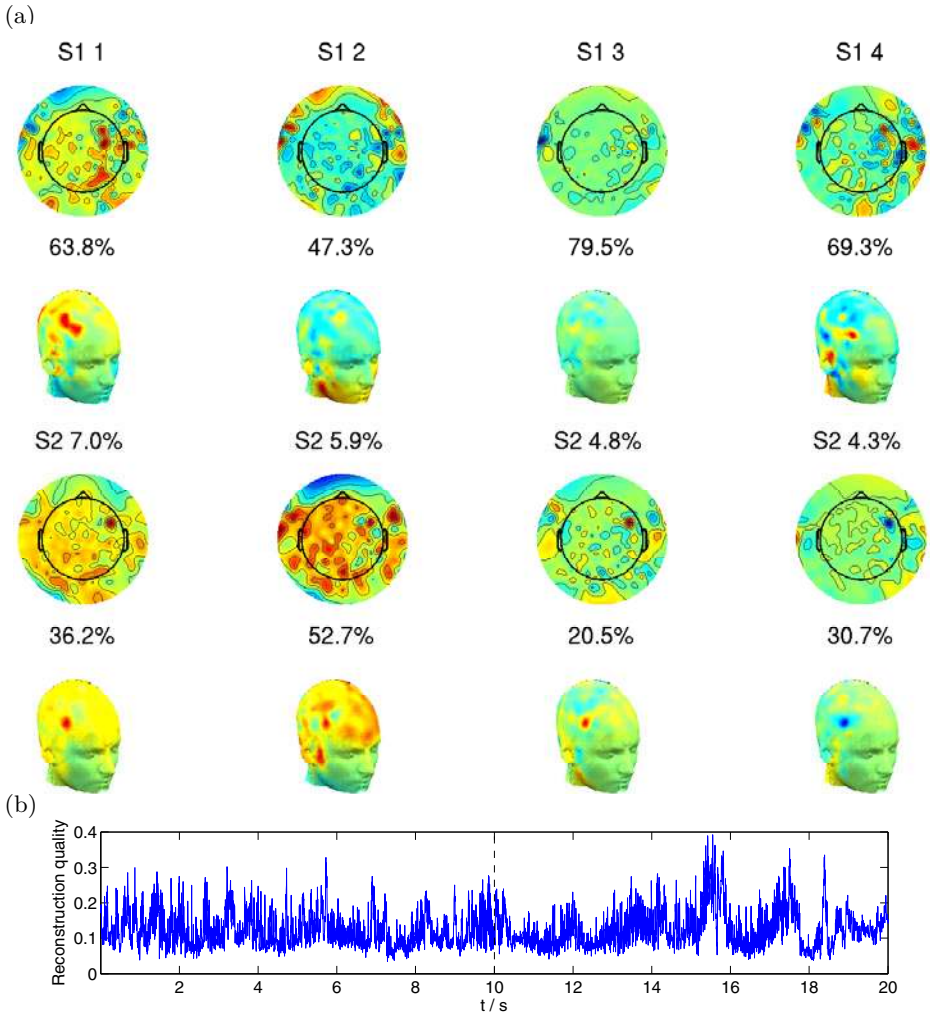 (a)
S1 1 S1 2 S1 3 S1 4
63.8% 47.3% 79.5% 69.3%
S2 7.0% S2 5.9% S2 4.8% S2 4.3%
36.2% 52.7% 20.5% 30.7%
(b)
Reconstruction quality
0.4
0.3
0.2
0.1
0
2 4 6 8 10 12 14 16 18 20
t / s